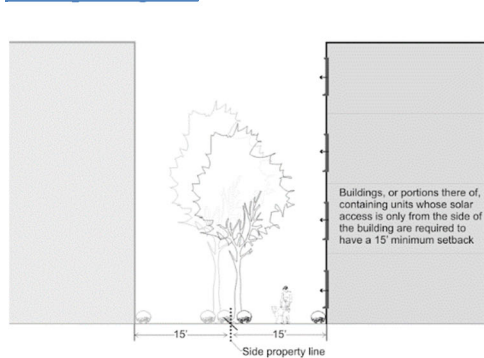 Buildings, or portions there of,
containing units whose solar
access is only from the side of
the building are required to
have a 15' minimum setback
15'
15'
Side property line